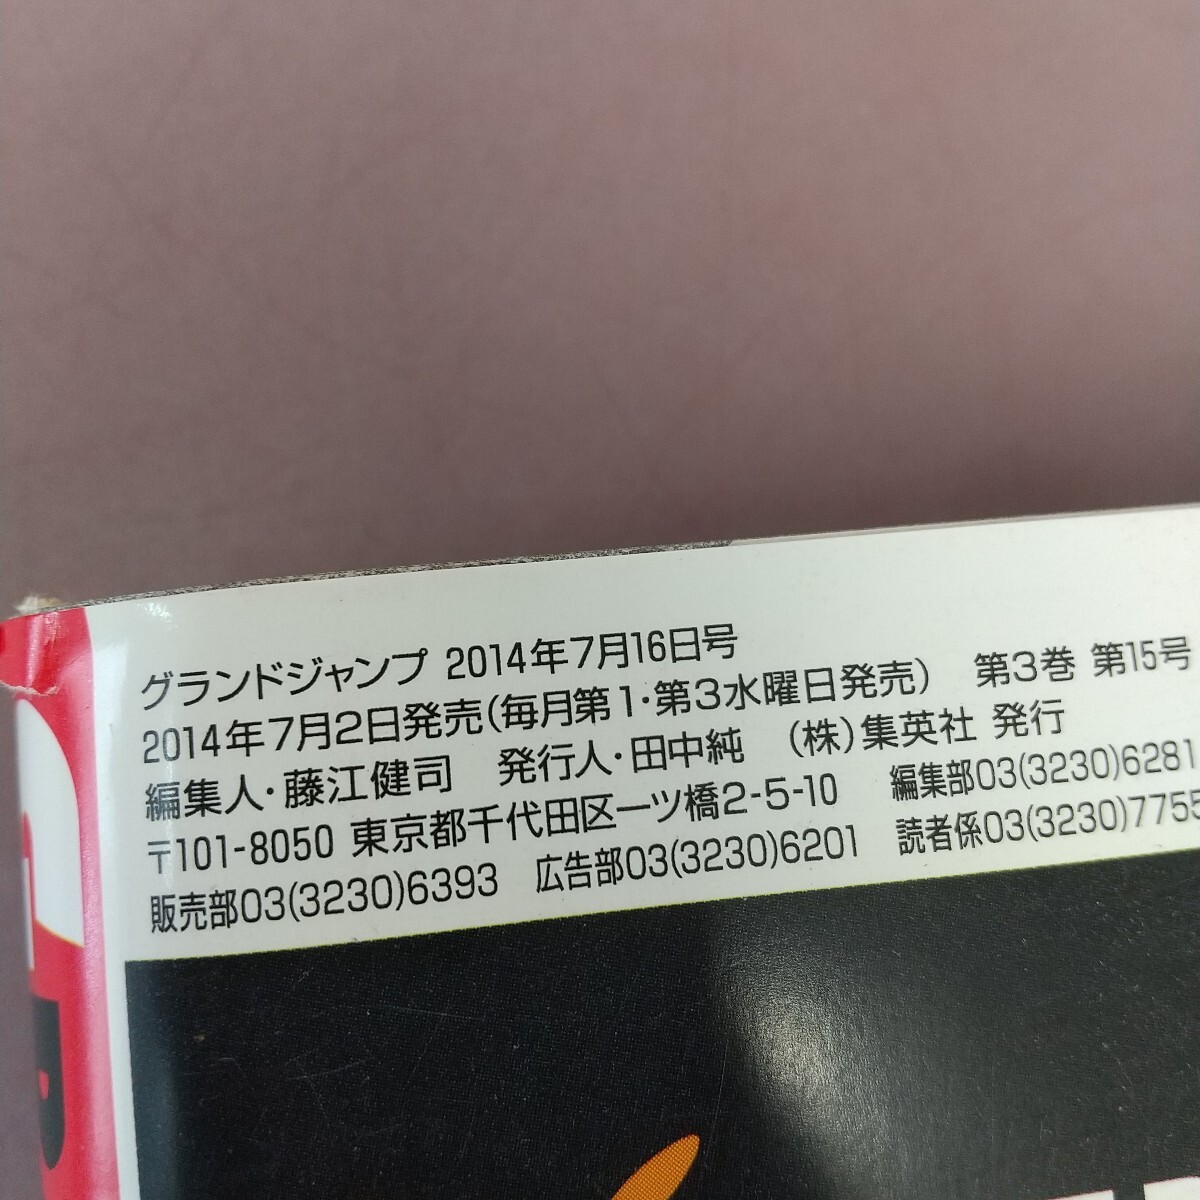 グランドジャンプ 2014年7月16日号
2014年7月2日発売(毎月第1・第3水曜日発売) 第3巻 第15号
編集人・藤江健司 発行人・田中純 (株)集英社 発行
〒101-8050 東京都千代田区一ツ橋2-5-10 編集部03(3230)6281
販売部03(3230)6393 広告部03(3230)6201 読者係03(3230)7755